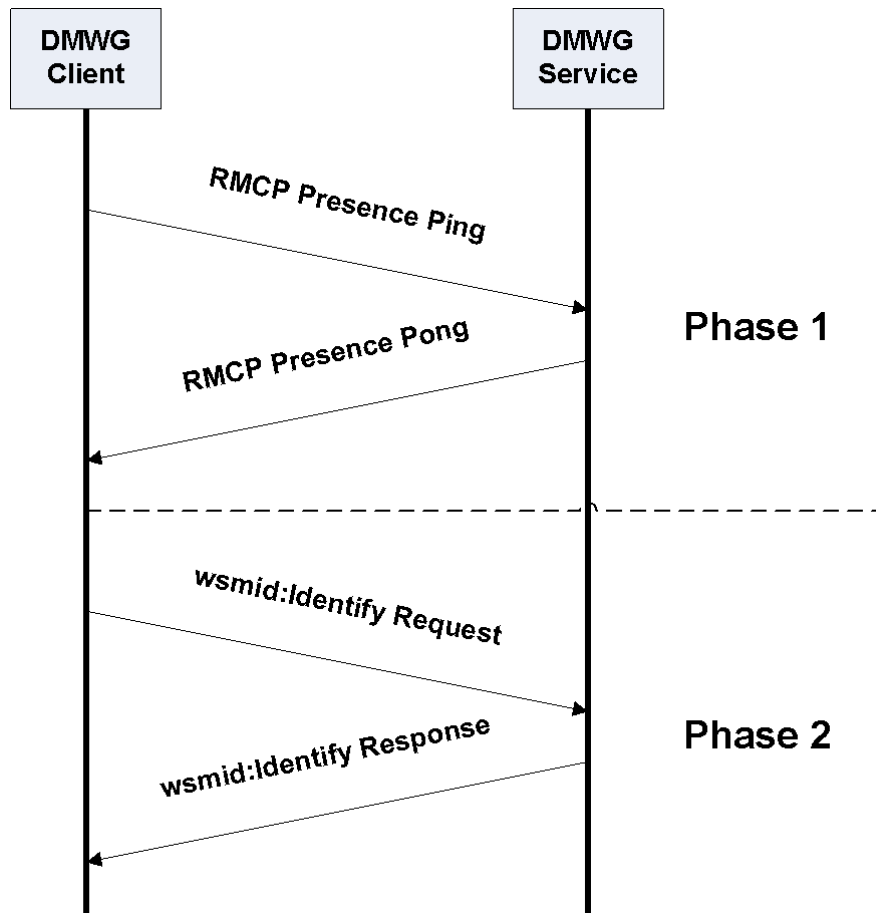 DMWG
Client
DMWG
Service
RMCP Presence Ping
Phase 1
RMCP Presence Pong
wsmid:Identify Request
Phase 2
wsmid:Identify Response